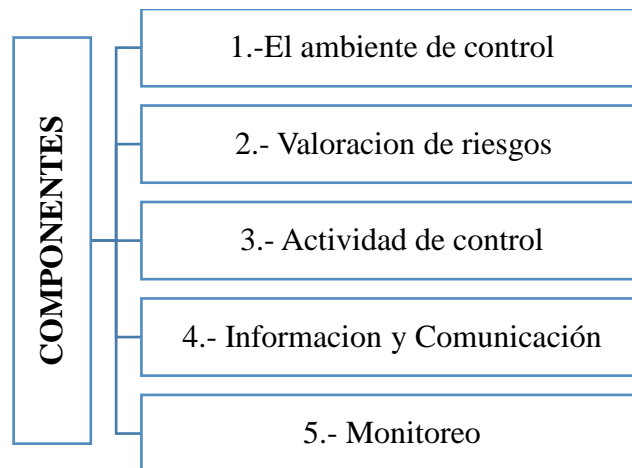 COMPONENTES
1.-El ambiente de control
2.- Valoracion de riesgos
3.- Actividad de control
4.- Informacion y Comunicación
5.- Monitoreo